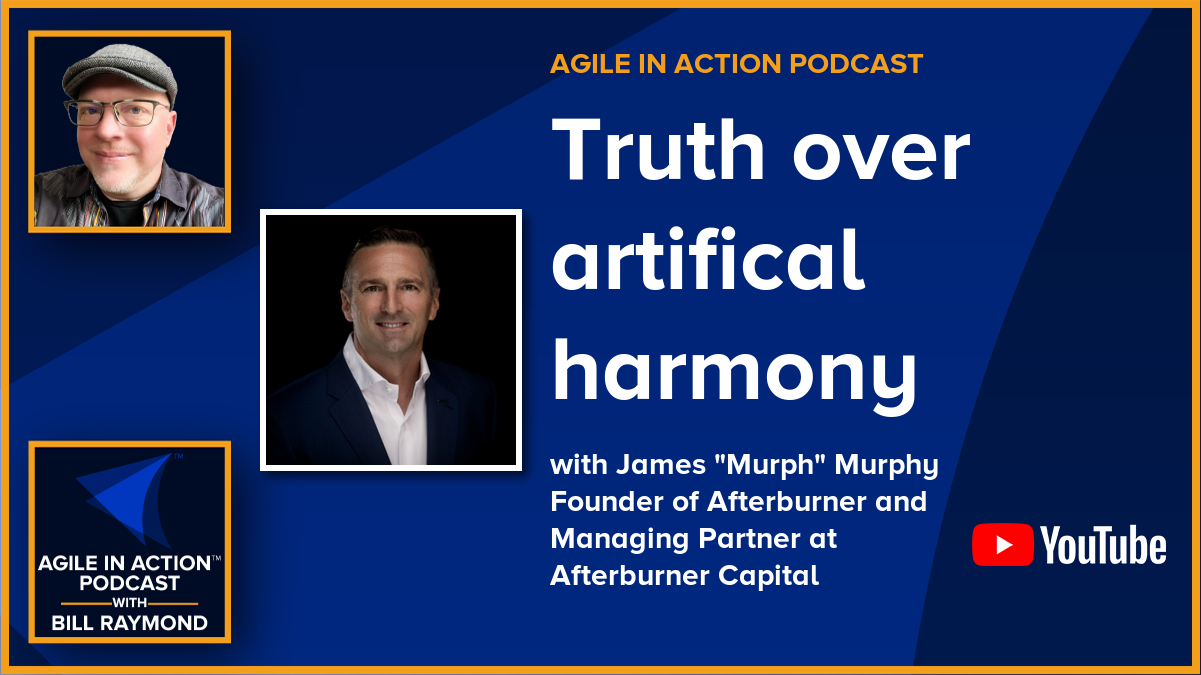 AGILE IN ACTION PODCAST
Truth over
artifical
harmony
with James "Murph" Murphy
Founder of Afterburner and
Managing Partner at
Afterburner Capital
YouTube
TM
AGILE IN ACTION™
PODCAST
WITH
BILL RAYMOND